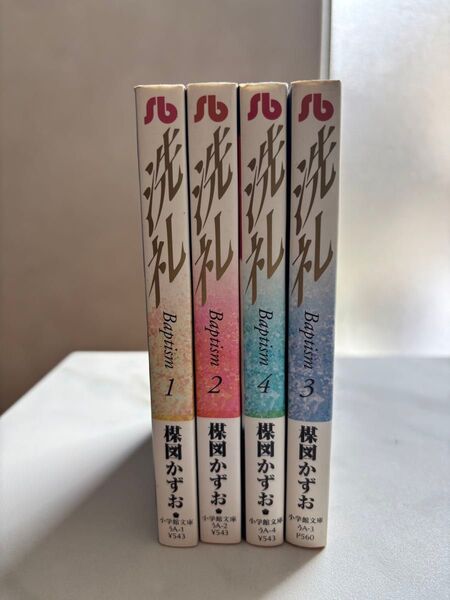 Sb
洗礼
Baptism
1
楳図かずお
小学館文庫
うA-1
¥543
Sb
洗礼
Baptism
2
楳図かずお
小学館文庫
うA-2
¥543
Sb
洗礼
Baptism
4
楳図かずお
小学館文庫
うA-4
¥543
Sb
洗礼
Baptism
3
楳図かずお
小学館文庫
うA-3
P560